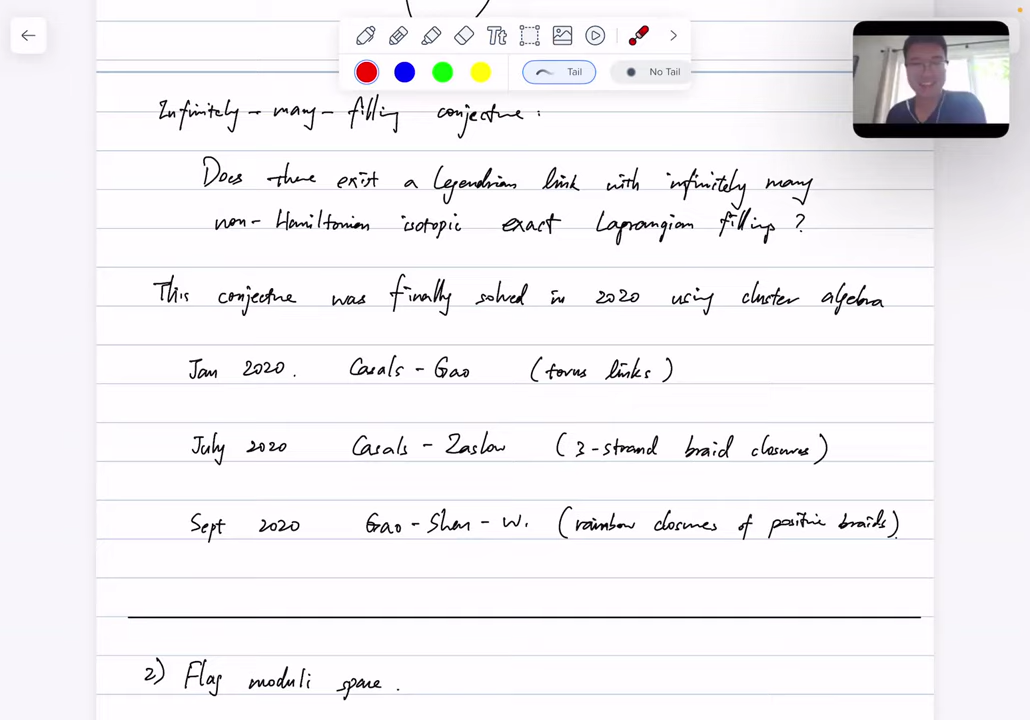 Tt
Tail
No Tail
Infinitely-many-filling conjecture:
Does there exist a Legendrian link with infinitely many
non-Hamiltonian isotopic exact Lagrangian fillings?
This conjecture was finally solved in 2020 using cluster algebra
Jan 2020. Casals - Gao (torus links)
July 2020 Casals - Zaslow (3-strand braid closures)
Sept 2020 Gao - Shen - W. (rainbow closures of positive braids).
2) Flag moduli space.